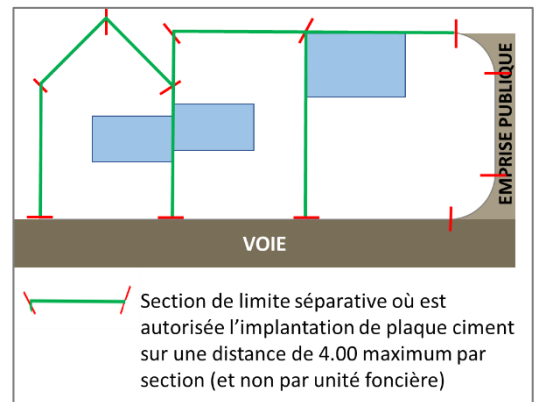 EMPRISE PUBLIQUE
VOIE
Section de limite séparative où est
autorisée l’implantation de plaque ciment
sur une distance de 4.00 maximum par
section (et non par unité foncière)